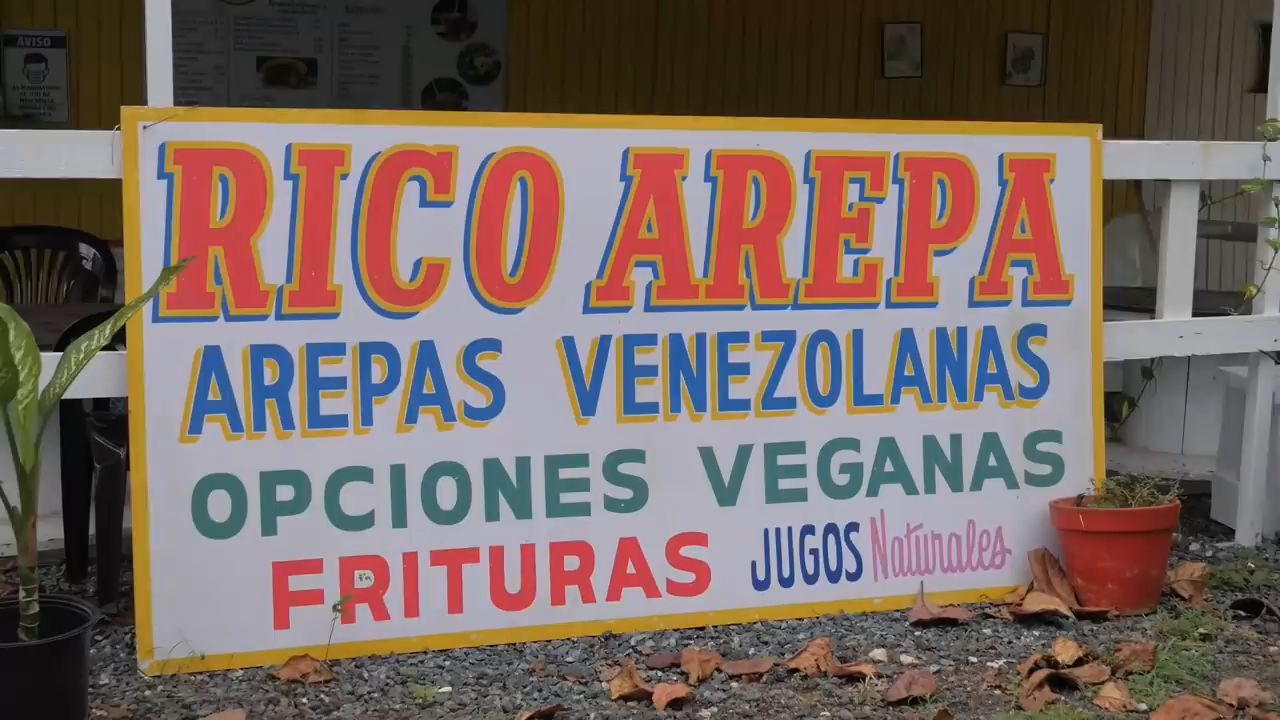 AVISO
RICO AREPA
AREPAS VENEZOLANAS
OPCIONES VEGANAS
FRITURAS JUGOS Naturales